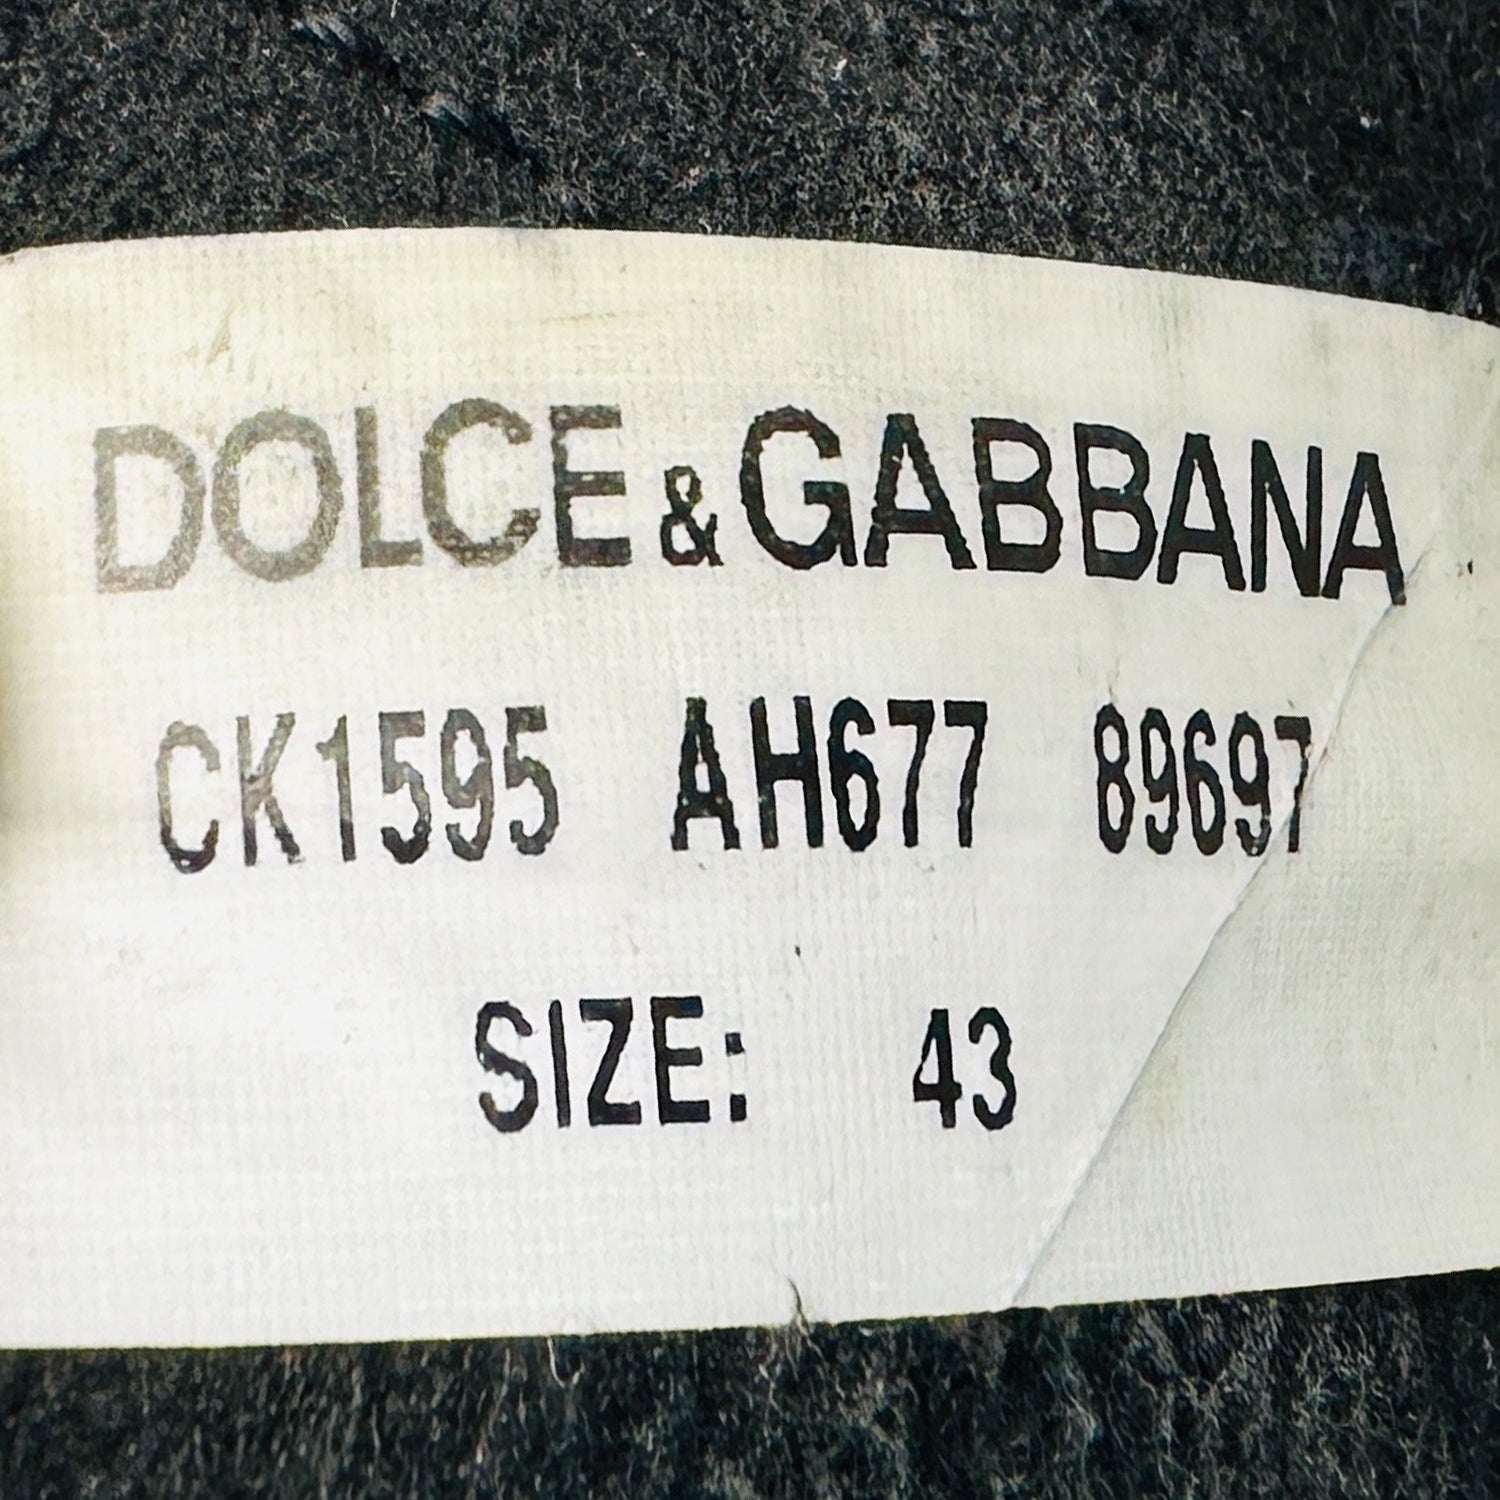 DOLCE & GABBANA
CK1595 AH677 89697
SIZE: 43